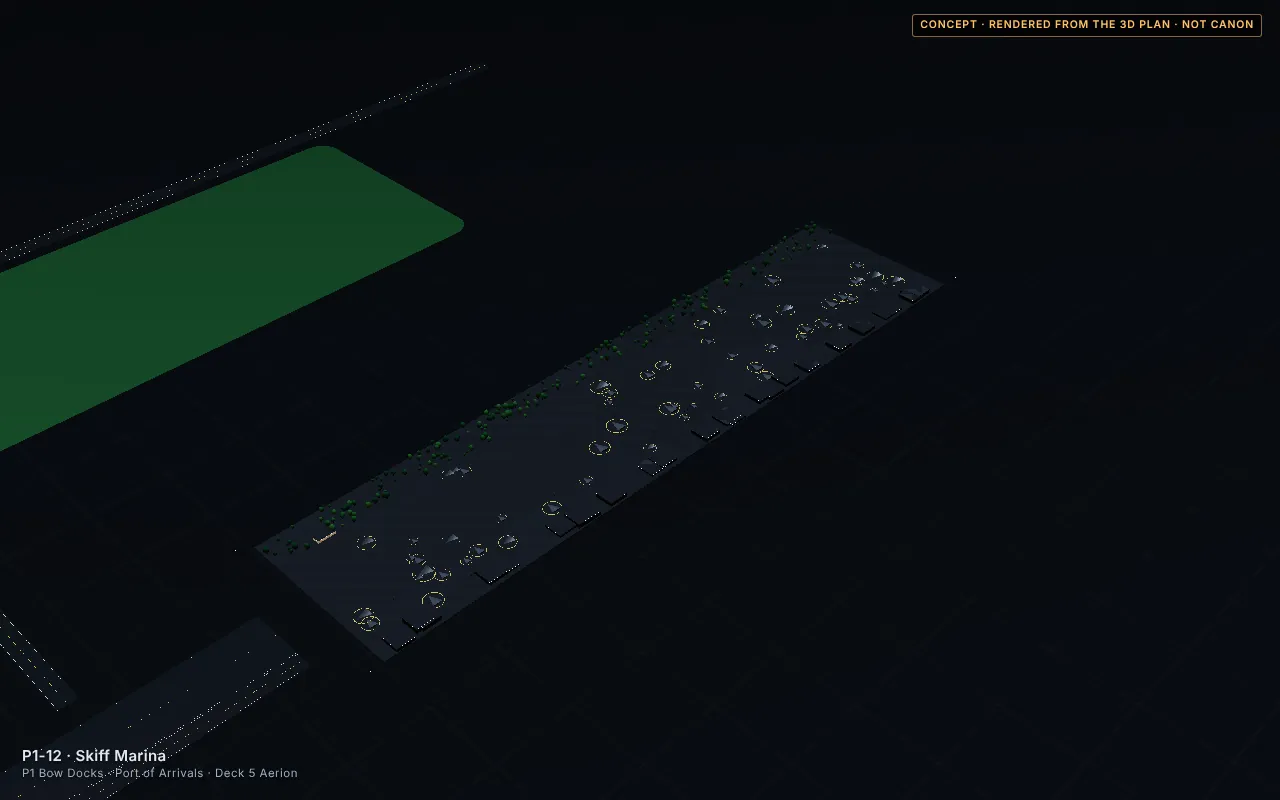 CONCEPT · RENDERED FROM THE 3D PLAN · NOT CANON
P1-12 · Skiff Marina
P1 Bow Docks · Port of Arrivals · Deck 5 Aerion